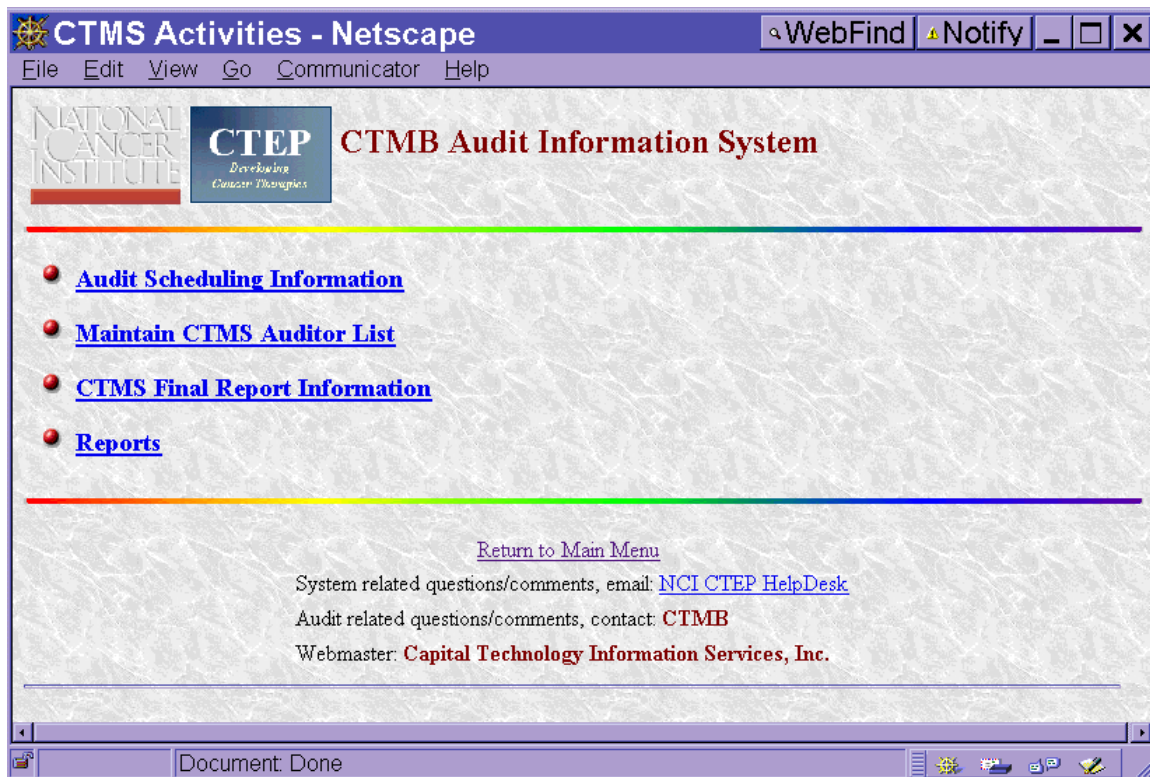 CTMS Activities - Netscape
WebFind
Notify
File Edit View Go Communicator Help
NATIONAL
CANCER
INSTITUTE
CTEP
Developing
Cancer Therapies
CTMB Audit Information System
Audit Scheduling Information
Maintain CTMS Auditor List
CTMS Final Report Information
Reports
Return to Main Menu
System related questions/comments, email: NCI CTEP HelpDesk
Audit related questions/comments, contact: CTMB
Webmaster: Capital Technology Information Services, Inc.
Document: Done